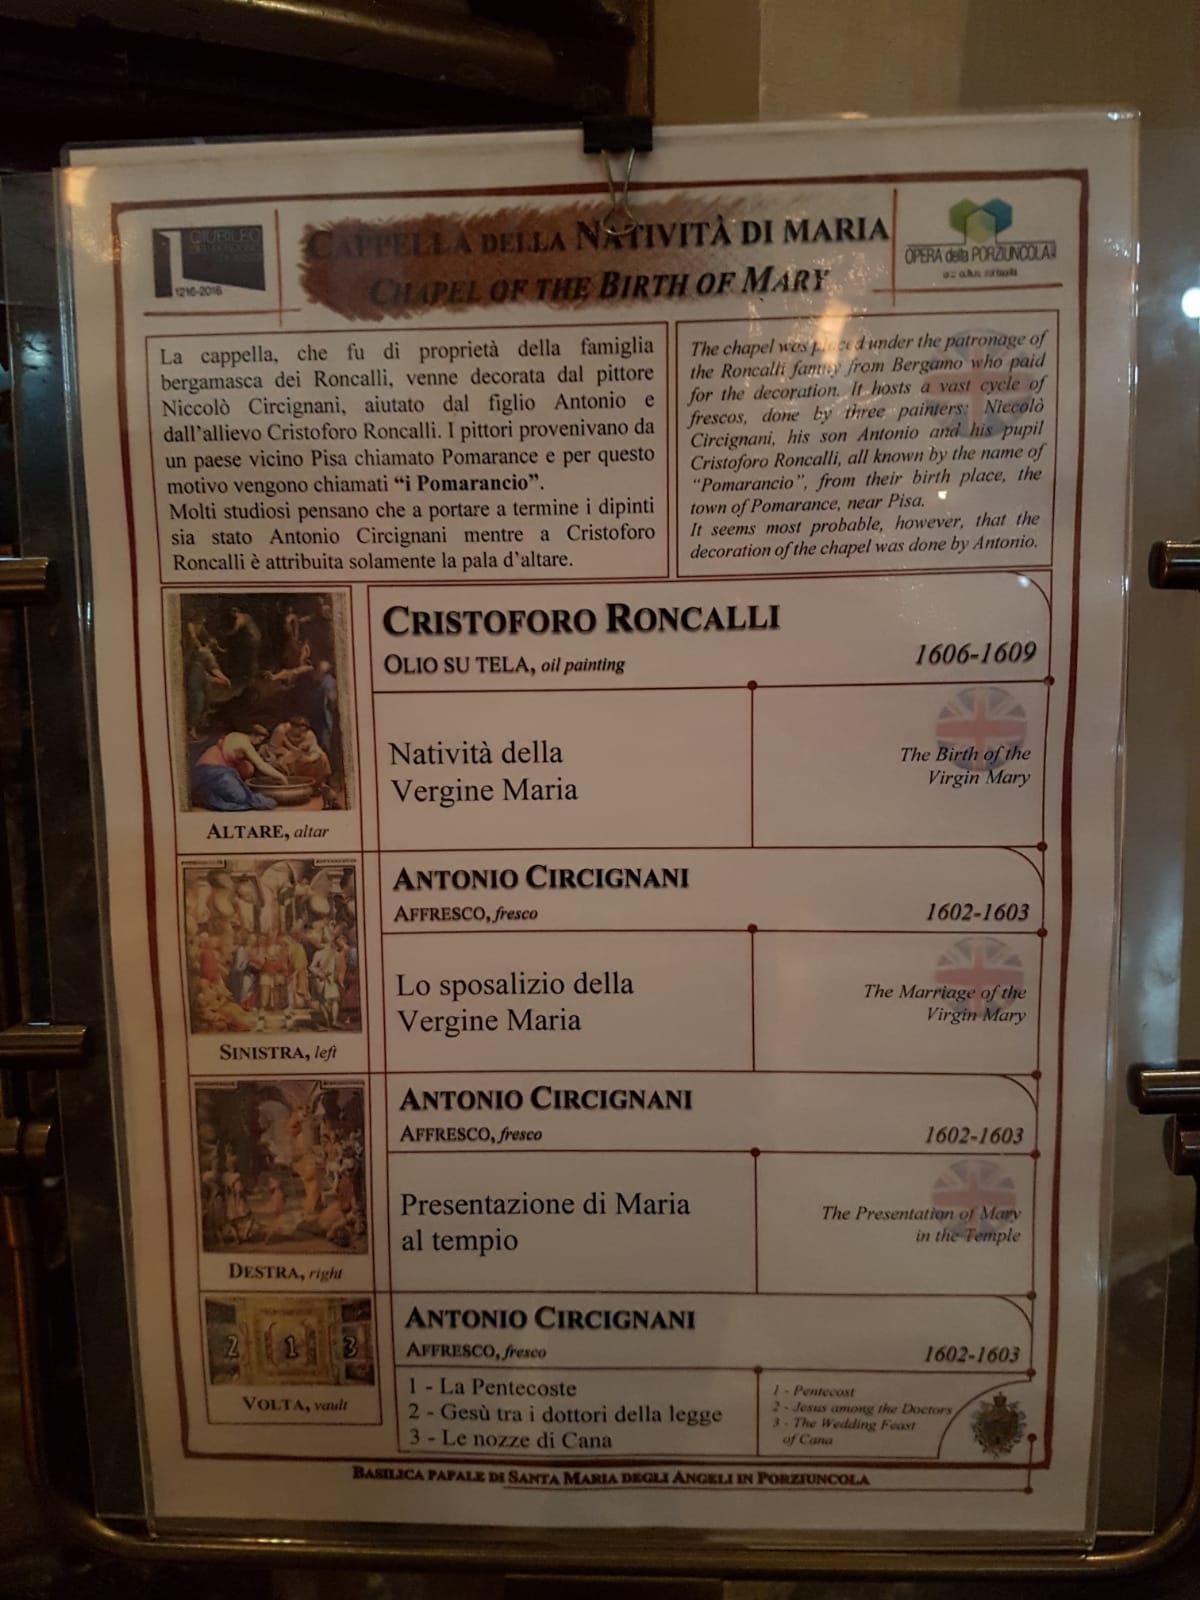 GIUBILEO
1216-2016
CAPPELLA DELLA NATIVITÀ DI MARIA
CHAPEL OF THE BIRTH OF MARY
OPERA della PORZIUNCOLA
La cappella, che fu di proprietà della famiglia
bergamasca dei Roncalli, venne decorata dal pittore
Niccolò Circignani, aiutato dal figlio Antonio e
dall'allievo Cristoforo Roncalli. I pittori provenivano da
un paese vicino Pisa chiamato Pomarance e per questo
motivo vengono chiamati “i Pomarancio”.
Molti studiosi pensano che a portare a termine i dipinti
sia stato Antonio Circignani mentre a Cristoforo
Roncalli è attribuita solamente la pala d'altare.
The chapel was placed under the patronage of
the Roncalli family from Bergamo who paid
for the decoration. It hosts a vast cycle of
frescos, done by three painters: Niccolò
Circignani, his son Antonio and his pupil
Cristoforo Roncalli, all known by the name of
“Pomarancio”, from their birth place, the
town of Pomarance, near Pisa.
It seems most probable, however, that the
decoration of the chapel was done by Antonio.
ALTARE, altar
CRISTOFORO RONCALLI
OLIO SU TELA, oil painting
1606-1609
Natività della
Vergine Maria
The Birth of the
Virgin Mary
SINISTRA, left
ANTONIO CIRCIGNANI
AFFRESCO, fresco
1602-1603
Lo sposalizio della
Vergine Maria
The Marriage of the
Virgin Mary
DESTRA, right
ANTONIO CIRCIGNANI
AFFRESCO, fresco
1602-1603
Presentazione di Maria
al tempio
The Presentation of Mary
in the Temple
2 1 3
VOLTA, vault
ANTONIO CIRCIGNANI
AFFRESCO, fresco
1602-1603
1 - La Pentecoste
2 - Gesù tra i dottori della legge
3 - Le nozze di Cana
1 - Pentecost
2 - Jesus among the Doctors
3 - The Wedding Feast
of Cana
BASILICA PAPALE DI SANTA MARIA DEGLI ANGELI IN PORZIUNCOLA